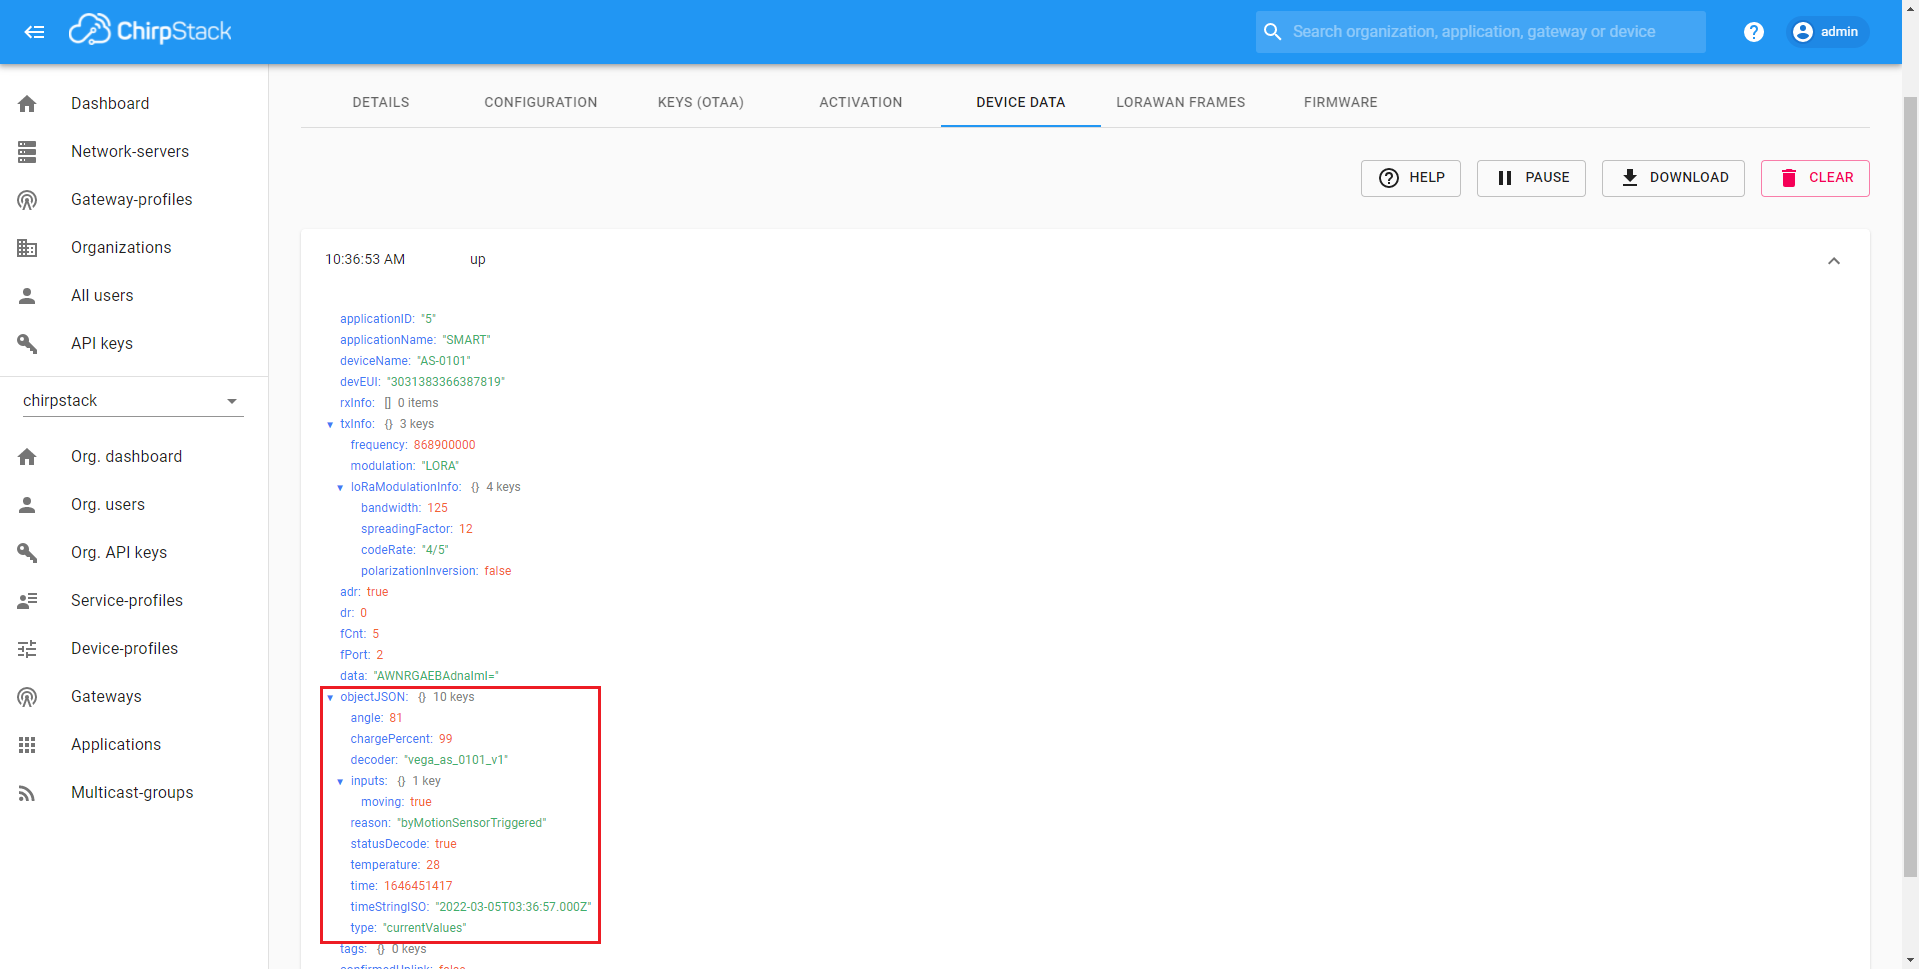 ChirpStack
Search organization, application, gateway or device
? admin
Dashboard
Network-servers
Gateway-profiles
Organizations
All users
API keys
chirpstack
Org. dashboard
Org. users
Org. API keys
Service-profiles
Device-profiles
Gateways
Applications
Multicast-groups
DETAILS CONFIGURATION KEYS (OTAA) ACTIVATION DEVICE DATA LORAWAN FRAMES FIRMWARE
? HELP PAUSE DOWNLOAD CLEAR
10:36:53 AM up
applicationID: "5"
applicationName: "SMART"
deviceName: "AS-0101"
devEUI: "3031383366387819"
rxInfo: [] 0 items
txInfo: {} 3 keys
frequency: 868900000
modulation: "LORA"
loRaModulationInfo: {} 4 keys
bandwidth: 125
spreadingFactor: 12
codeRate: "4/5"
polarizationInversion: false
adr: true
dr: 0
fCnt: 5
fPort: 2
data: "AWNRGAEBAdnaImI="
objectJSON: {} 10 keys
angle: 81
chargePercent: 99
decoder: "vega_as_0101_v1"
inputs: {} 1 key
moving: true
reason: "byMotionSensorTriggered"
statusDecode: true
temperature: 28
time: 1646451417
timeStringISO: "2022-03-05T03:36:57.000Z"
type: "currentValues"
tags: {} 0 keys
confirmedUplink: false